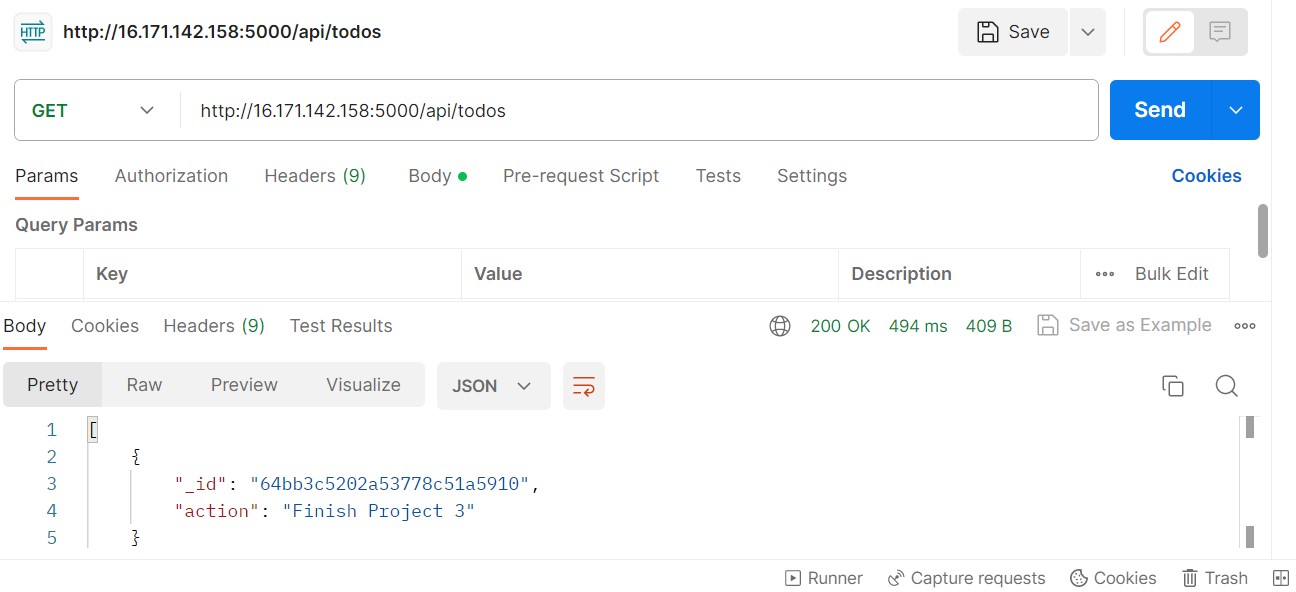 HTTP http://16.171.142.158:5000/api/todos Save
GET http://16.171.142.158:5000/api/todos Send
Params Authorization Headers (9) Body Pre-request Script Tests Settings Cookies
Query Params
Key Value Description Bulk Edit
Body Cookies Headers (9) Test Results 200 OK 494 ms 409 B Save as Example
Pretty Raw Preview Visualize JSON
1 [
2 {
3 "_id": "64bb3c5202a53778c51a5910",
4 "action": "Finish Project 3"
5 }
Runner Capture requests Cookies Trash